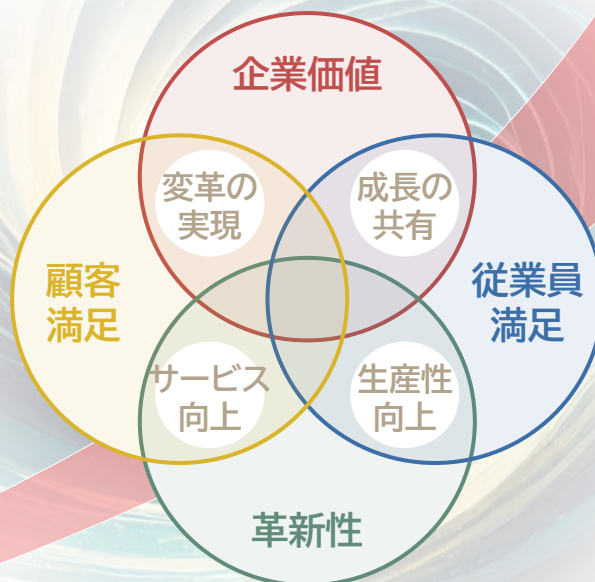 企業価値
変革の
実現
成長の
共有
顧客
満足
従業員
満足
サービス
向上
生産性
向上
革新性